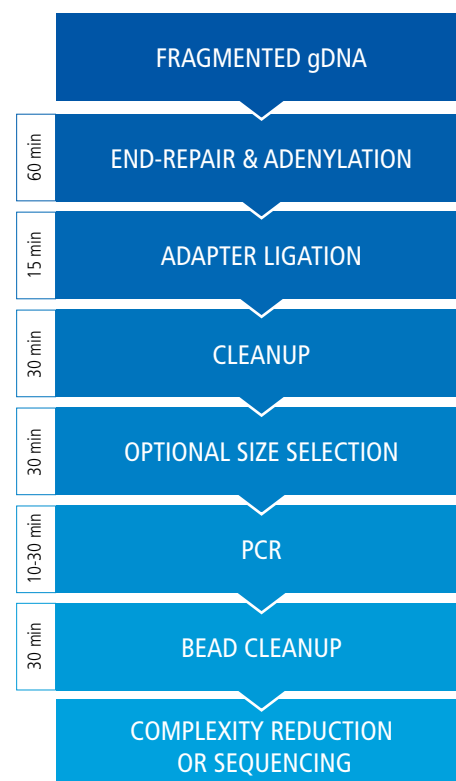 FRAGMENTED gDNA
60 min
END-REPAIR & ADENYLATION
15 min
ADAPTER LIGATION
30 min
CLEANUP
30 min
OPTIONAL SIZE SELECTION
10-30 min
PCR
30 min
BEAD CLEANUP
COMPLEXITY REDUCTION
OR SEQUENCING